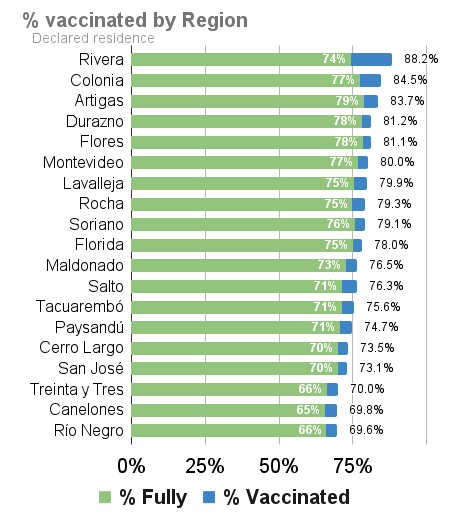 % vaccinated by Region
Declared residence
Rivera 74% 88.2%
Colonia 77% 84.5%
Artigas 79% 83.7%
Durazno 78% 81.2%
Flores 78% 81.1%
Montevideo 77% 80.0%
Lavalleja 75% 79.9%
Rocha 75% 79.3%
Soriano 76% 79.1%
Florida 75% 78.0%
Maldonado 73% 76.5%
Salto 71% 76.3%
Tacuarembó 71% 75.6%
Paysandú 71% 74.7%
Cerro Largo 70% 73.5%
San José 70% 73.1%
Treinta y Tres 66% 70.0%
Canelones 65% 69.8%
Río Negro 66% 69.6%
0% 25% 50% 75%
% Fully % Vaccinated